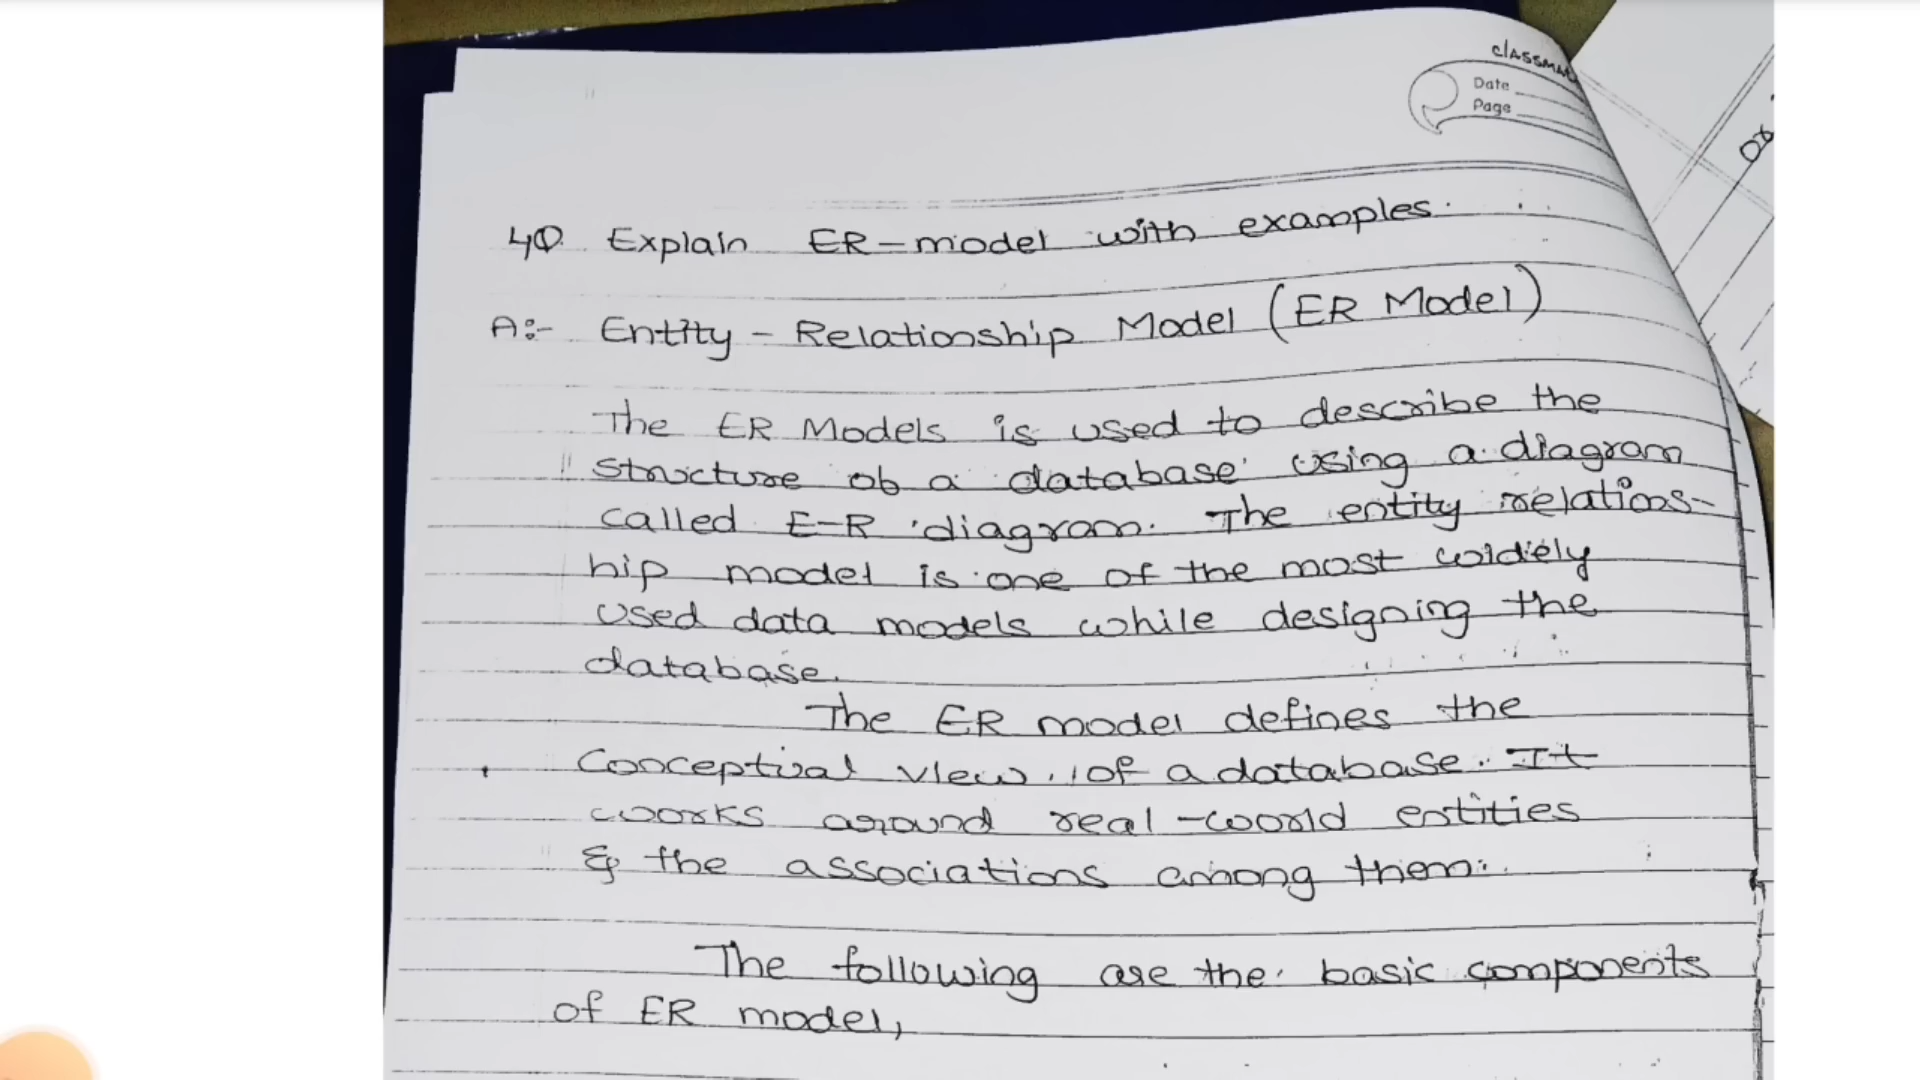 classma
Date
Page
4Q. Explain ER-model with examples.
A:- Entity - Relationship Model (ER Model)
The ER Models is used to describe the
structure ob a database using a diagram
called E-R diagram. The entity relations-
hip model is one of the most widiely
used data models while designing the
database.
The ER model defines the
Conceptual view of a database. It
works around real-world entities
& the associations among them.
The following are the basic components
of ER model,